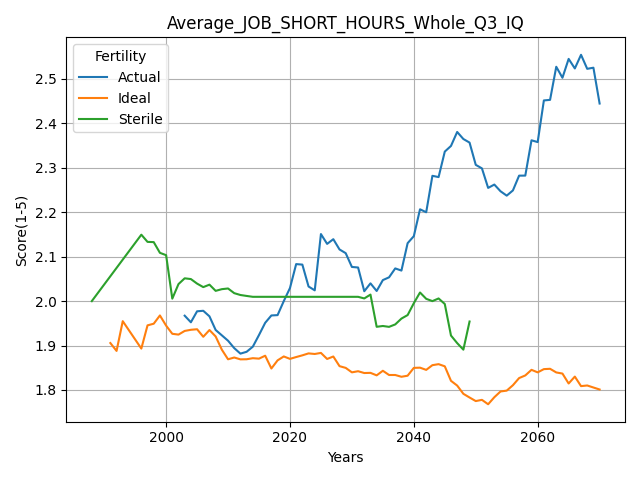 Average_JOB_SHORT_HOURS_Whole_Q3_IQ
Fertility
Actual
Ideal
Sterile
Score(1-5)
2.5
2.4
2.3
2.2
2.1
2.0
1.9
1.8
2000
2020
2040
2060
Years